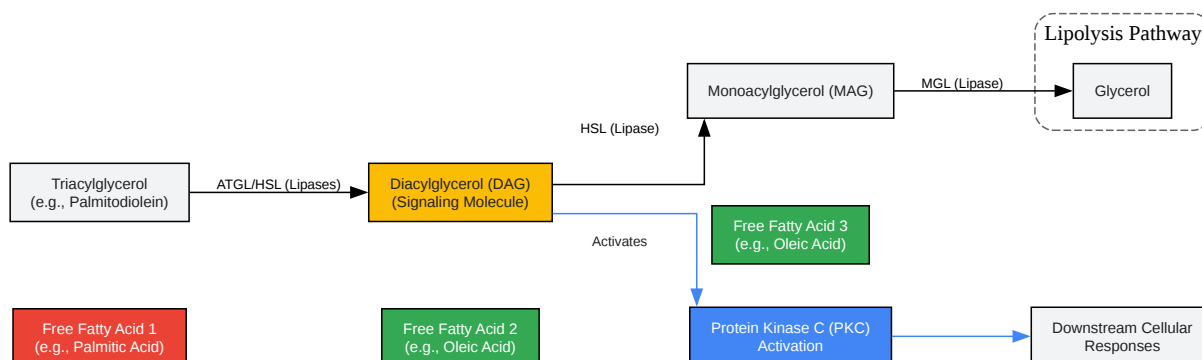 Lipolysis Pathway
Monoacylglycerol (MAG)
MGL (Lipase)
Glycerol
HSL (Lipase)
Triacylglycerol
(e.g., Palmitodiolein)
ATGL/HSL (Lipases)
Diacylglycerol (DAG)
(Signaling Molecule)
Activates
Free Fatty Acid 3
(e.g., Oleic Acid)
Free Fatty Acid 1
(e.g., Palmitic Acid)
Free Fatty Acid 2
(e.g., Oleic Acid)
Protein Kinase C (PKC)
Activation
Downstream Cellular
Responses